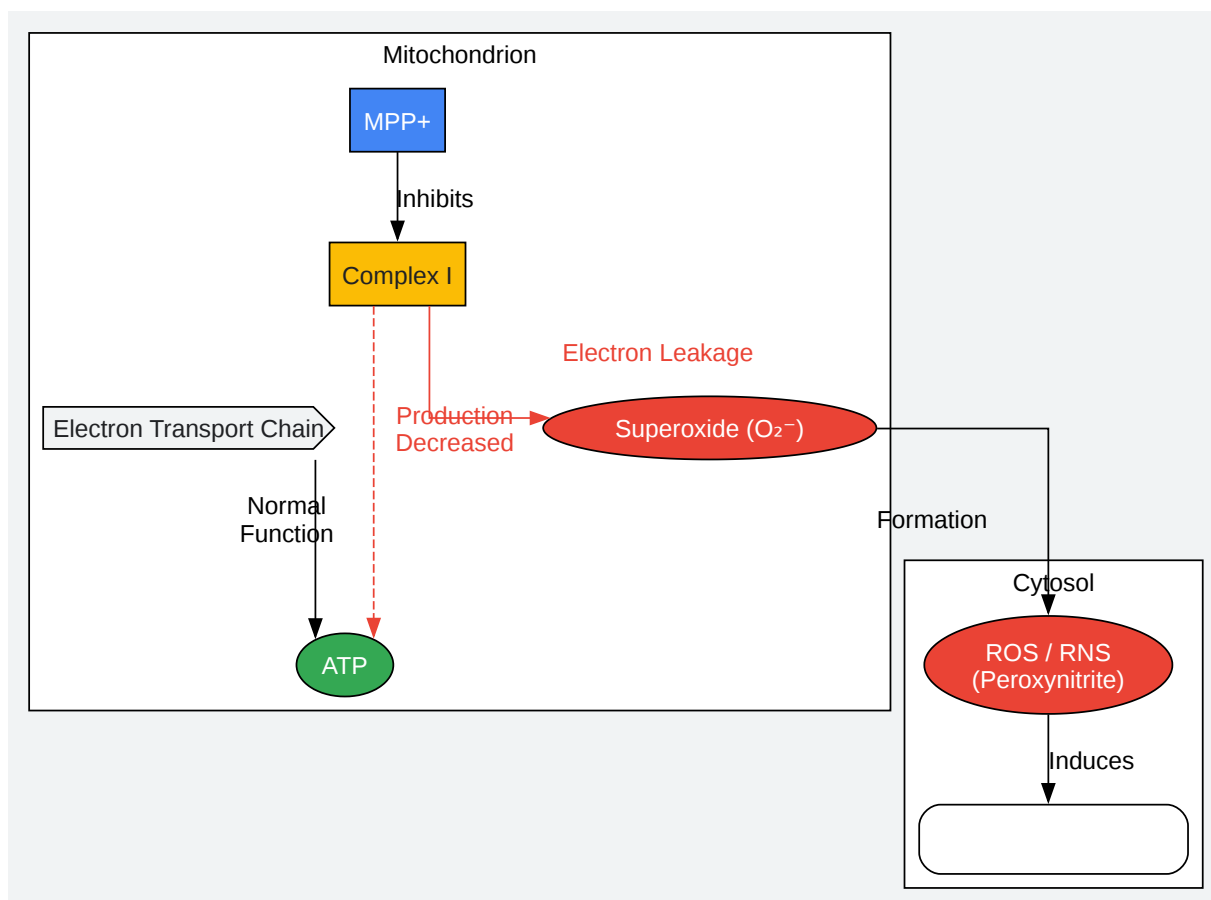 Mitochondrion
MPP+
Inhibits
Complex I
Electron Leakage
Production
Decreased
Electron Transport Chain
Superoxide (O₂⁻)
Normal
Function
Formation
Cytosol
ATP
ROS / RNS
(Peroxynitrite)
Induces